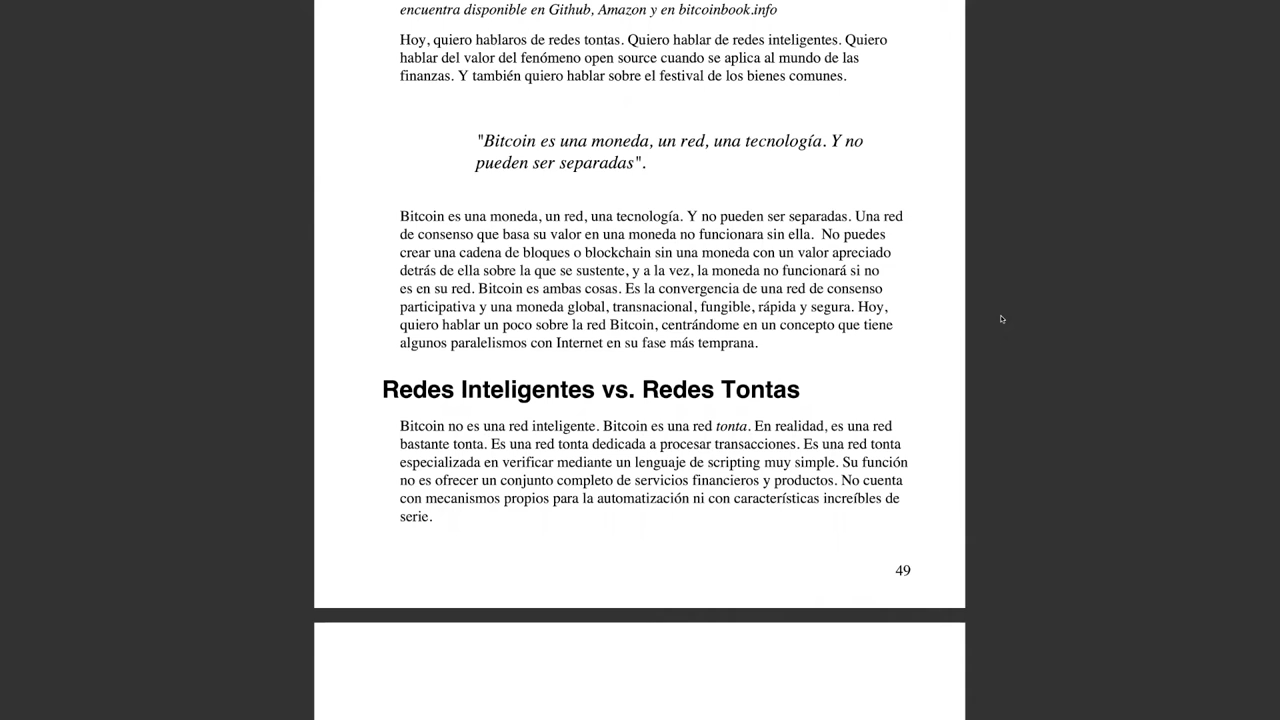 encuentra disponible en Github, Amazon y en bitcoinbook.info
Hoy, quiero hablaros de redes tontas. Quiero hablar de redes inteligentes. Quiero
hablar del valor del fenómeno open source cuando se aplica al mundo de las
finanzas. Y también quiero hablar sobre el festival de los bienes comunes.
"Bitcoin es una moneda, un red, una tecnología. Y no
pueden ser separadas".
Bitcoin es una moneda, un red, una tecnología. Y no pueden ser separadas. Una red
de consenso que basa su valor en una moneda no funcionara sin ella.  No puedes
crear una cadena de bloques o blockchain sin una moneda con un valor apreciado
detrás de ella sobre la que se sustente, y a la vez, la moneda no funcionará si no
es en su red. Bitcoin es ambas cosas. Es la convergencia de una red de consenso
participativa y una moneda global, transnacional, fungible, rápida y segura. Hoy,
quiero hablar un poco sobre la red Bitcoin, centrándome en un concepto que tiene
algunos paralelismos con Internet en su fase más temprana.
Redes Inteligentes vs. Redes Tontas
Bitcoin no es una red inteligente. Bitcoin es una red tonta. En realidad, es una red
bastante tonta. Es una red tonta dedicada a procesar transacciones. Es una red tonta
especializada en verificar mediante un lenguaje de scripting muy simple. Su función
no es ofrecer un conjunto completo de servicios financieros y productos. No cuenta
con mecanismos propios para la automatización ni con características increíbles de
serie.
49